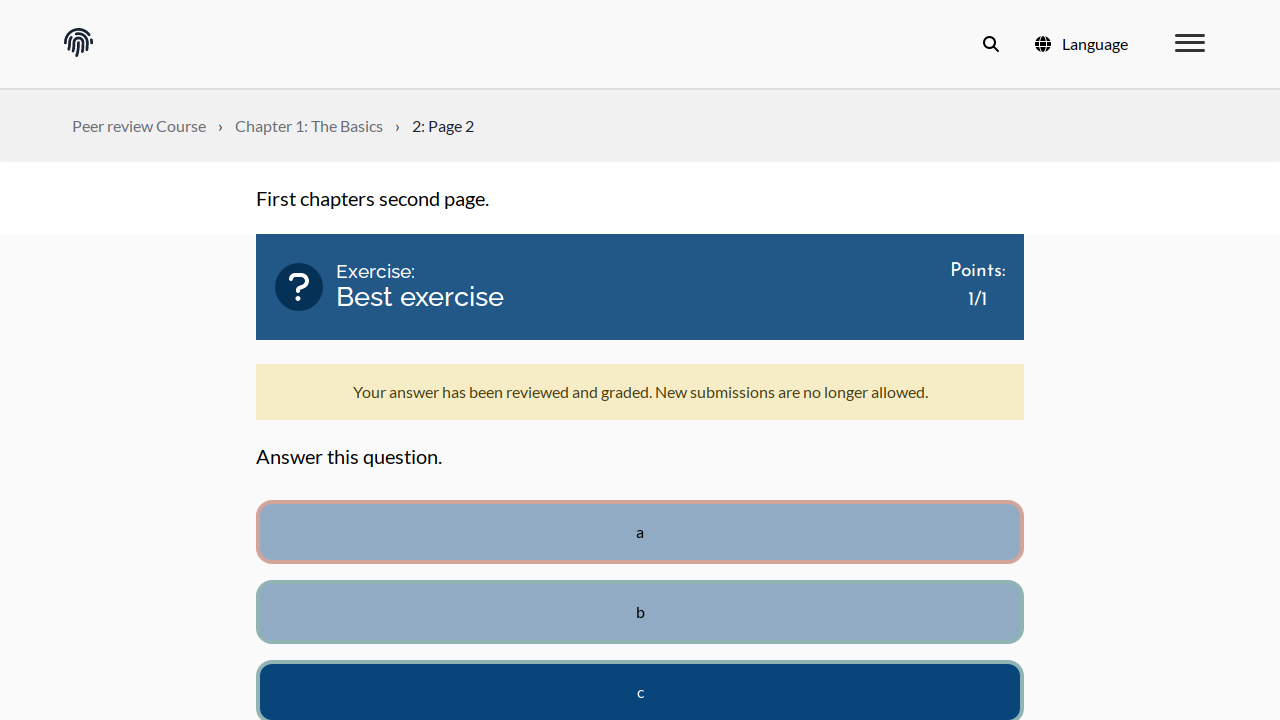 Language
Peer review Course › Chapter 1: The Basics › 2: Page 2
First chapters second page.
?
Exercise:
Best exercise
Points:
1/1
Your answer has been reviewed and graded. New submissions are no longer allowed.
Answer this question.
a
b
c